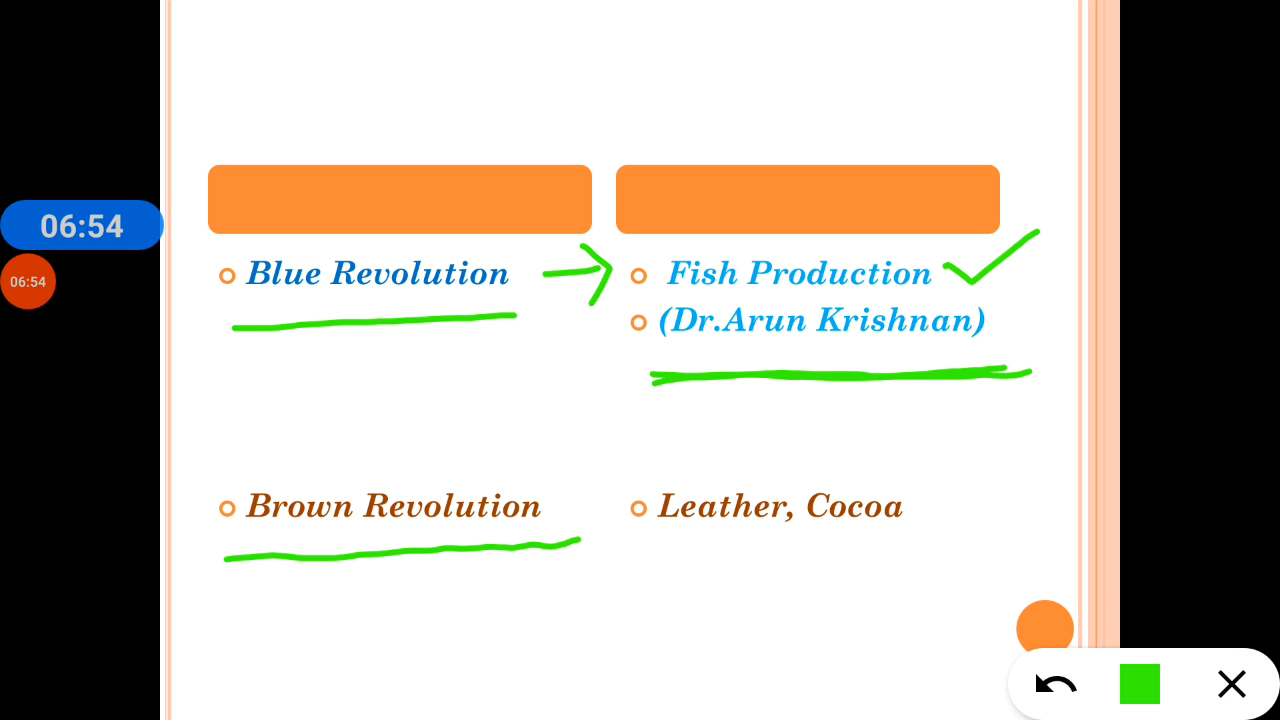 06:54
06:54
Blue Revolution
Fish Production
(Dr.Arun Krishnan)
Brown Revolution
Leather, Cocoa